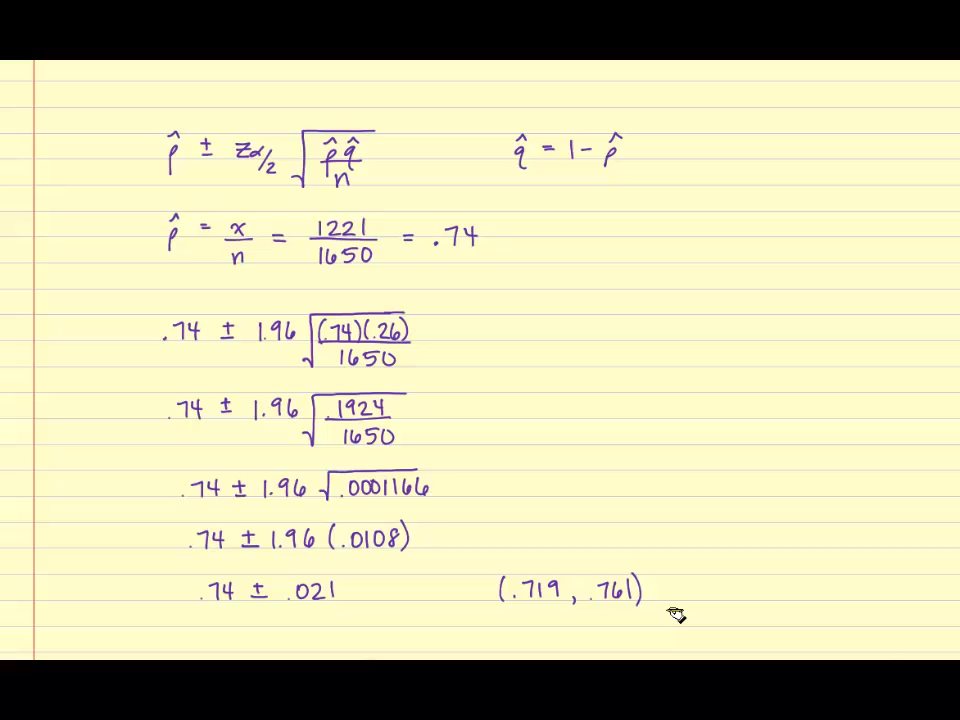 p̂ ± zα/2 √(p̂ q̂ / n)    q̂ = 1 - p̂
p̂ = x/n = 1221/1650 = .74
.74 ± 1.96 √((.74)(.26) / 1650)
.74 ± 1.96 √(.1924 / 1650)
.74 ± 1.96 √.0001166
.74 ± 1.96 (.0108)
.74 ± .021    (.719, .761)